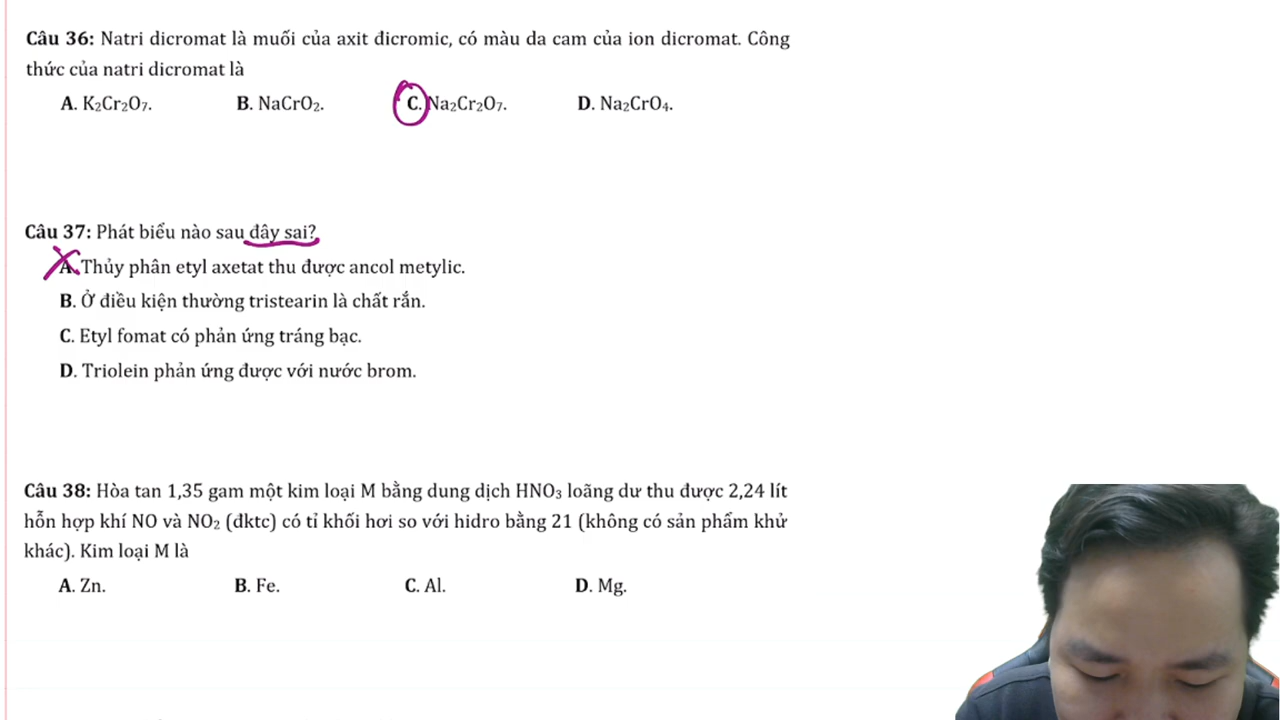 Câu 36: Natri dicromat là muối của axit đicromic, có màu da cam của ion dicromat. Công
thức của natri dicromat là
A. K₂Cr₂O₇. B. NaCrO₂. C. Na₂Cr₂O₇. D. Na₂CrO₄.
Câu 37: Phát biểu nào sau đây sai?
A. Thủy phân etyl axetat thu được ancol metylic.
B. Ở điều kiện thường tristearin là chất rắn.
C. Etyl fomat có phản ứng tráng bạc.
D. Triolein phản ứng được với nước brom.
Câu 38: Hòa tan 1,35 gam một kim loại M bằng dung dịch HNO₃ loãng dư thu được 2,24 lít
hỗn hợp khí NO và NO₂ (đktc) có tỉ khối hơi so với hidro bằng 21 (không có sản phẩm khử
khác). Kim loại M là
A. Zn. B. Fe. C. Al. D. Mg.